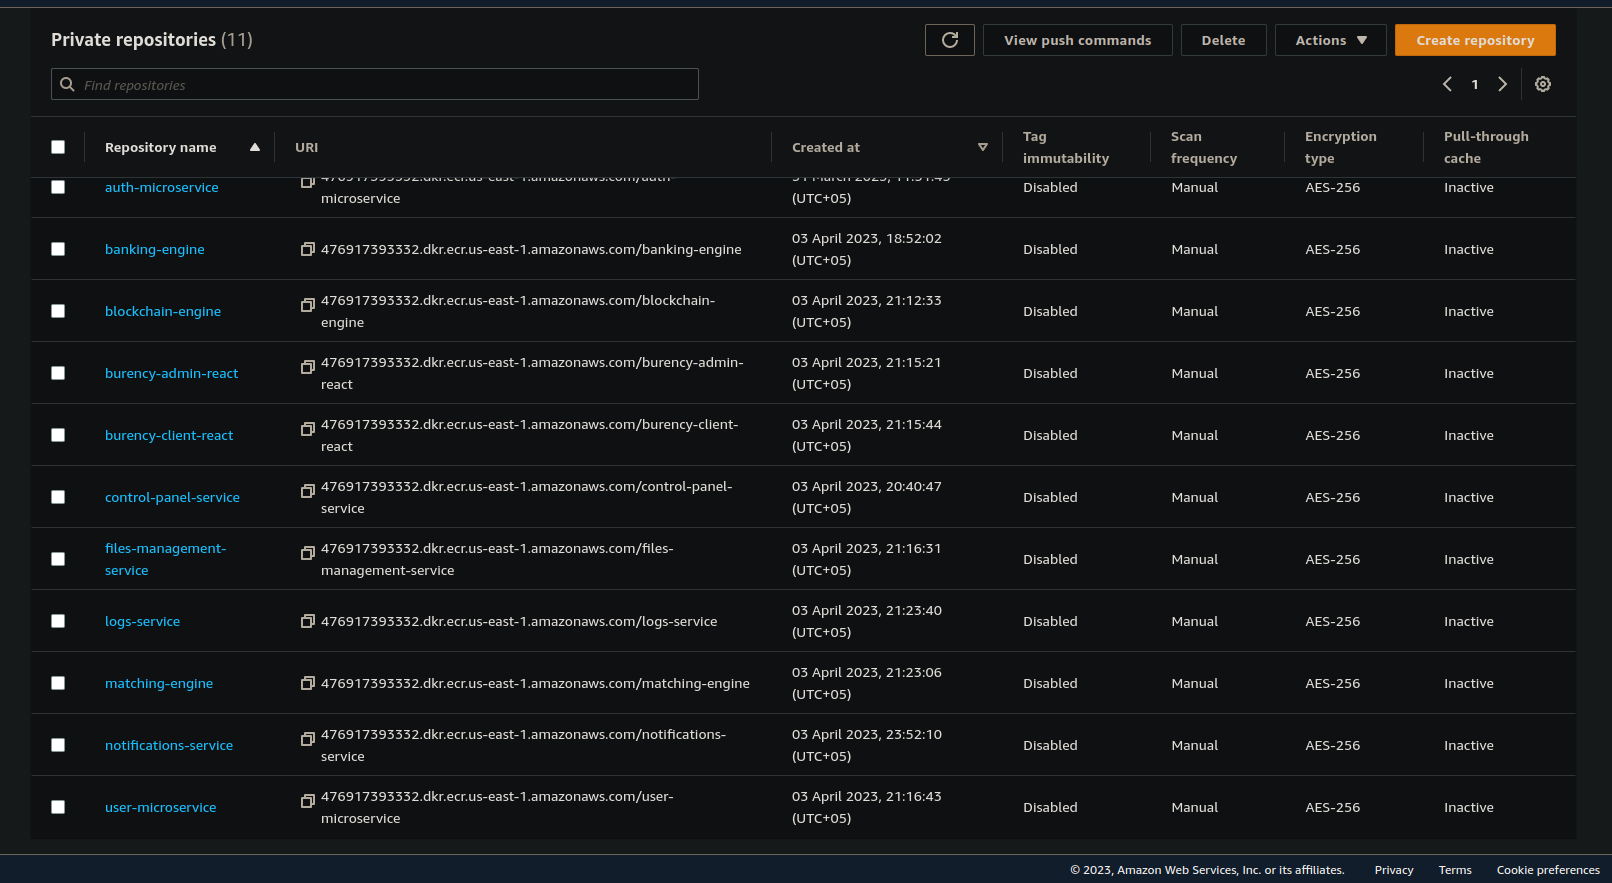 Private repositories (11)
View push commands
Delete
Actions
Create repository
Find repositories
1
Repository name
URI
Created at
Tag
immutability
Scan
frequency
Encryption
type
Pull-through
cache
auth-microservice
476917393332.dkr.ecr.us-east-1.amazonaws.com/auth-
microservice
(UTC+05)
Disabled
Manual
AES-256
Inactive
banking-engine
476917393332.dkr.ecr.us-east-1.amazonaws.com/banking-engine
03 April 2023, 18:52:02
(UTC+05)
Disabled
Manual
AES-256
Inactive
blockchain-engine
476917393332.dkr.ecr.us-east-1.amazonaws.com/blockchain-
engine
03 April 2023, 21:12:33
(UTC+05)
Disabled
Manual
AES-256
Inactive
burency-admin-react
476917393332.dkr.ecr.us-east-1.amazonaws.com/burency-admin-
react
03 April 2023, 21:15:21
(UTC+05)
Disabled
Manual
AES-256
Inactive
burency-client-react
476917393332.dkr.ecr.us-east-1.amazonaws.com/burency-client-
react
03 April 2023, 21:15:44
(UTC+05)
Disabled
Manual
AES-256
Inactive
control-panel-service
476917393332.dkr.ecr.us-east-1.amazonaws.com/control-panel-
service
03 April 2023, 20:40:47
(UTC+05)
Disabled
Manual
AES-256
Inactive
files-management-
service
476917393332.dkr.ecr.us-east-1.amazonaws.com/files-
management-service
03 April 2023, 21:16:31
(UTC+05)
Disabled
Manual
AES-256
Inactive
logs-service
476917393332.dkr.ecr.us-east-1.amazonaws.com/logs-service
03 April 2023, 21:23:40
(UTC+05)
Disabled
Manual
AES-256
Inactive
matching-engine
476917393332.dkr.ecr.us-east-1.amazonaws.com/matching-engine
03 April 2023, 21:23:06
(UTC+05)
Disabled
Manual
AES-256
Inactive
notifications-service
476917393332.dkr.ecr.us-east-1.amazonaws.com/notifications-
service
03 April 2023, 23:52:10
(UTC+05)
Disabled
Manual
AES-256
Inactive
user-microservice
476917393332.dkr.ecr.us-east-1.amazonaws.com/user-
microservice
03 April 2023, 21:16:43
(UTC+05)
Disabled
Manual
AES-256
Inactive
© 2023, Amazon Web Services, Inc. or its affiliates.
Privacy
Terms
Cookie preferences